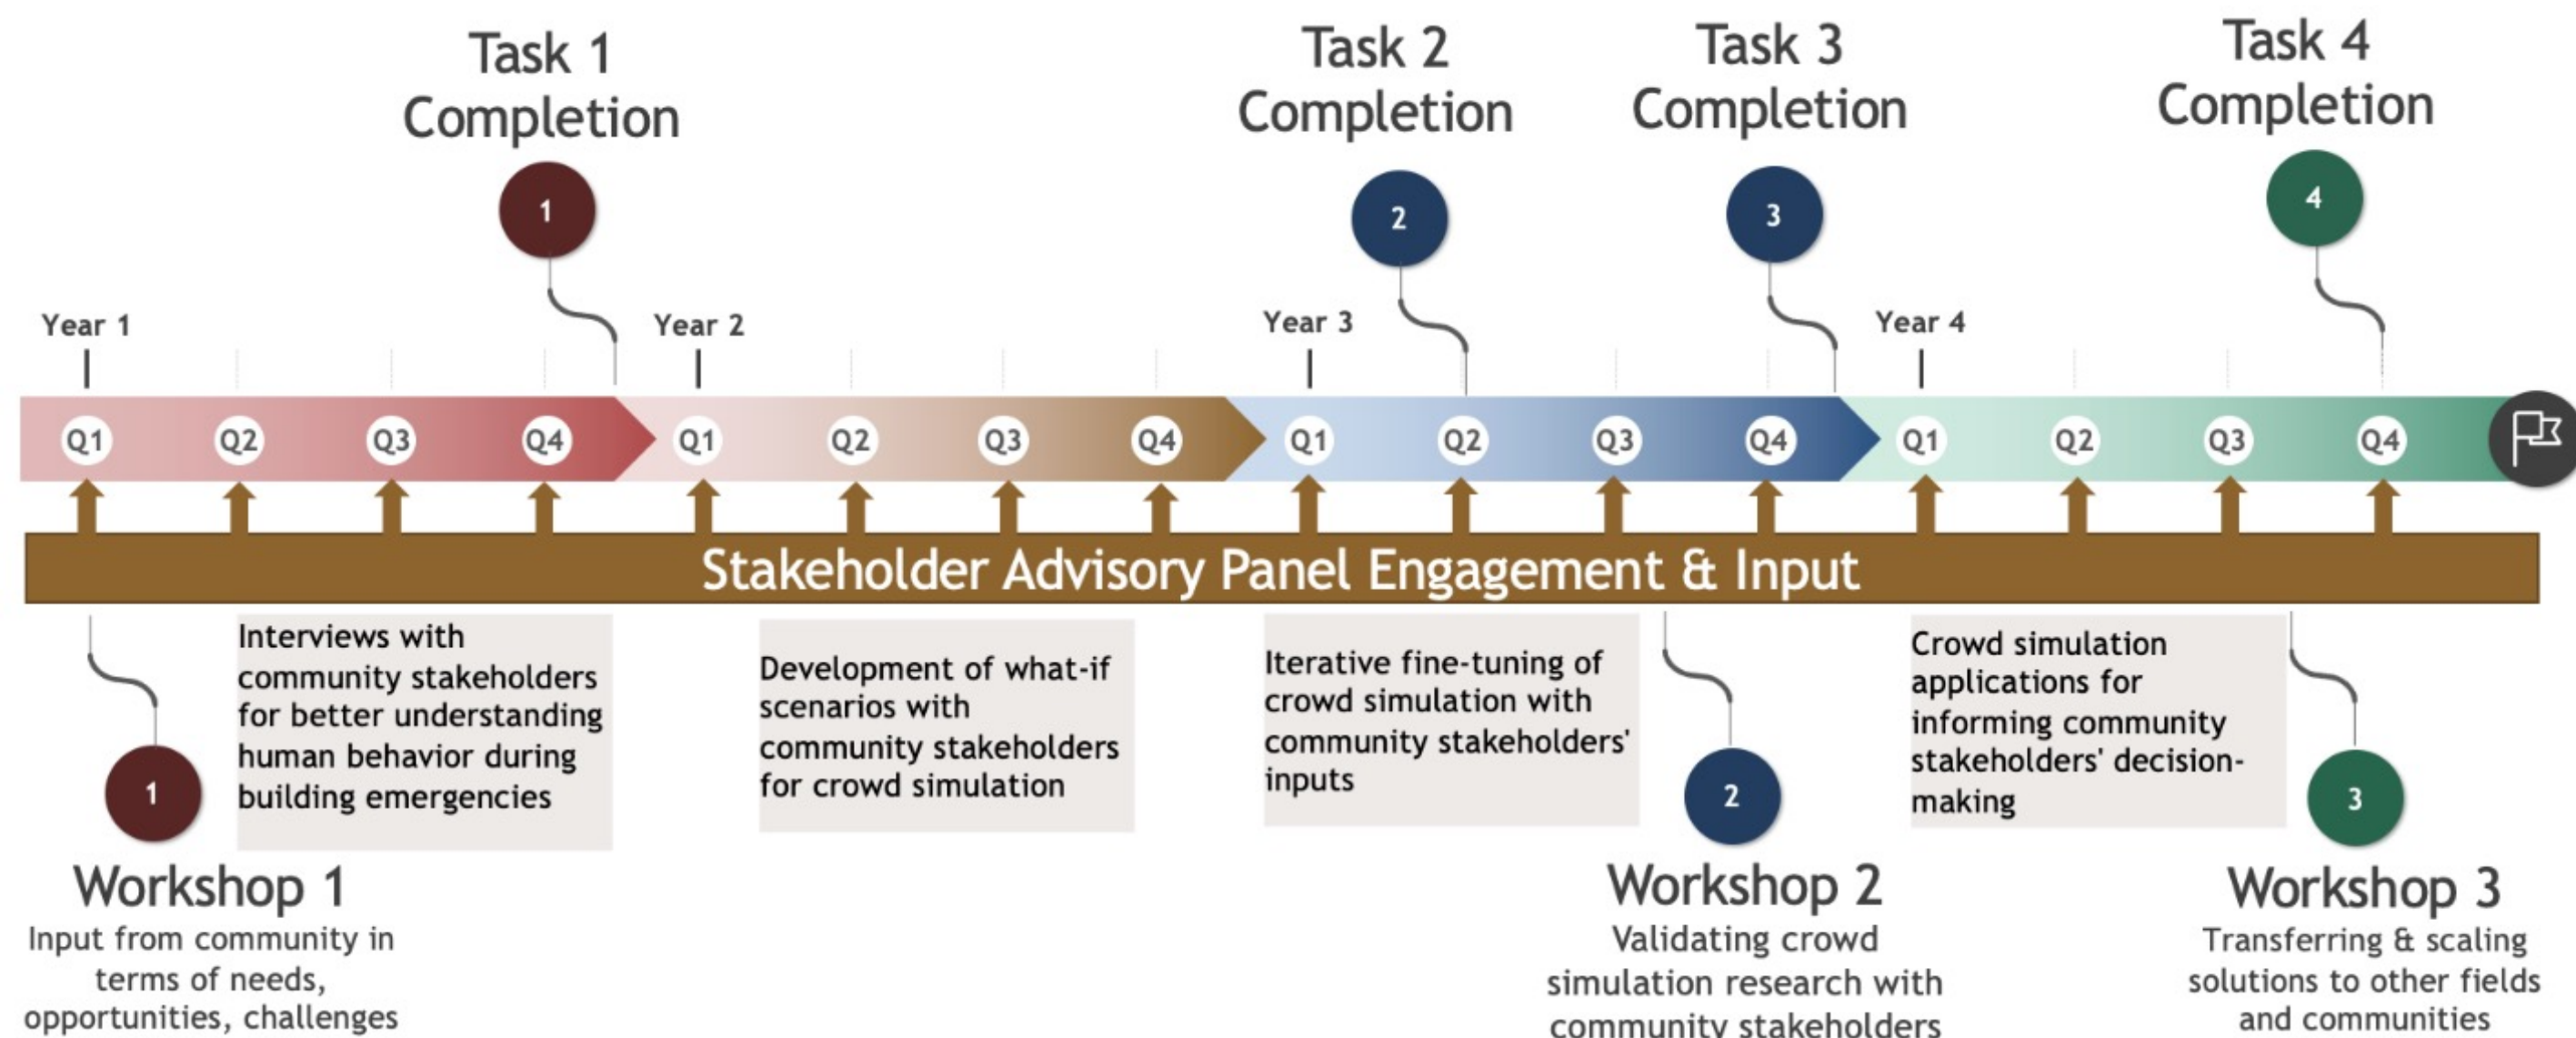 Task 1
Completion
Task 2
Completion
Task 3
Completion
Task 4
Completion
1
2
3
4
Year 1
Year 2
Year 3
Year 4
Q1
Q2
Q3
Q4
Q1
Q2
Q3
Q4
Q1
Q2
Q3
Q4
Q1
Q2
Q3
Q4
Stakeholder Advisory Panel Engagement & Input
Interviews with
community stakeholders
for better understanding
human behavior during
building emergencies
Development of what-if
scenarios with
community stakeholders
for crowd simulation
Iterative fine-tuning of
crowd simulation with
community stakeholders'
inputs
Crowd simulation
applications for
informing community
stakeholders' decision-
making
1
Workshop 1
Input from community in
terms of needs,
opportunities, challenges
2
Workshop 2
Validating crowd
simulation research with
community stakeholders
3
Workshop 3
Transferring & scaling
solutions to other fields
and communities